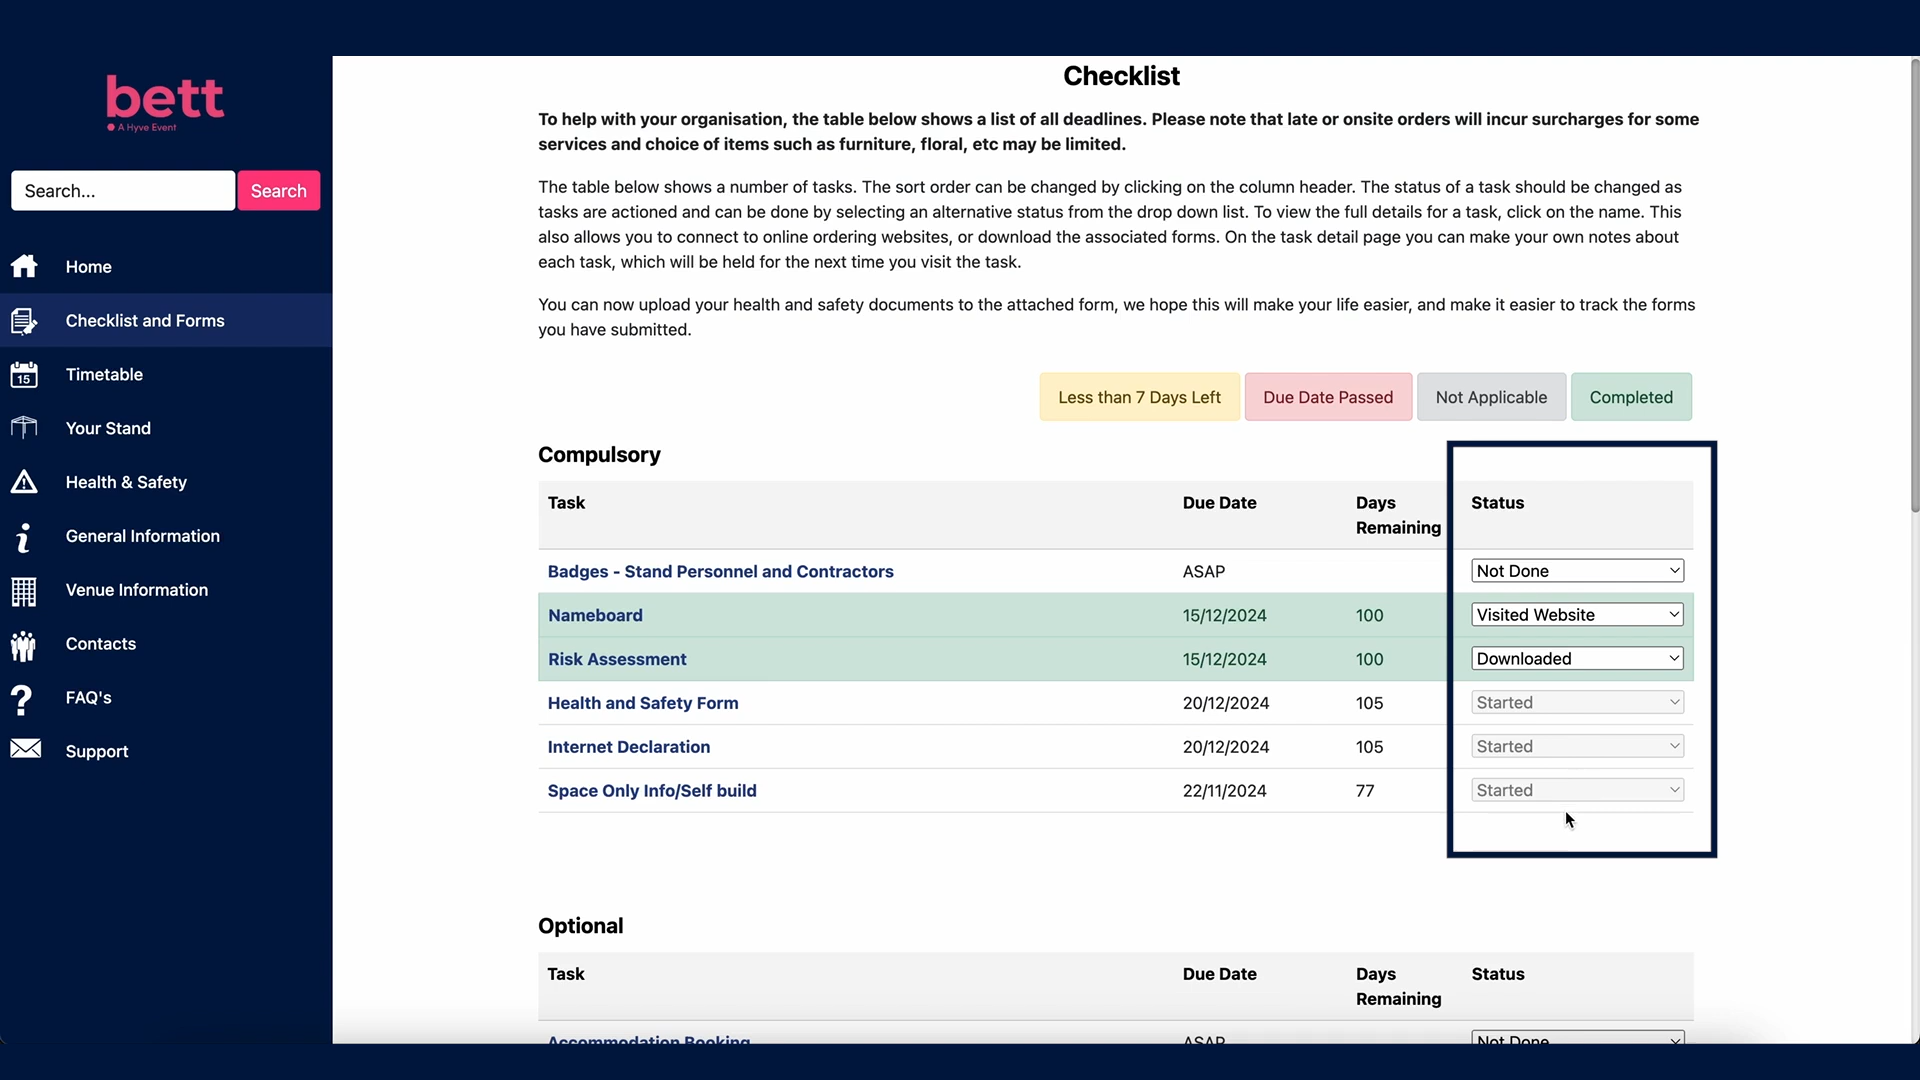 bett
A Hyve Event
Search...
Search
Home
Checklist and Forms
15
Timetable
Your Stand
Health & Safety
General Information
Venue Information
Contacts
FAQ's
Support
Checklist
To help with your organisation, the table below shows a list of all deadlines. Please note that late or onsite orders will incur surcharges for some
services and choice of items such as furniture, floral, etc may be limited.
The table below shows a number of tasks. The sort order can be changed by clicking on the column header. The status of a task should be changed as
tasks are actioned and can be done by selecting an alternative status from the drop down list. To view the full details for a task, click on the name. This
also allows you to connect to online ordering websites, or download the associated forms. On the task detail page you can make your own notes about
each task, which will be held for the next time you visit the task.
You can now upload your health and safety documents to the attached form, we hope this will make your life easier, and make it easier to track the forms
you have submitted.
Less than 7 Days Left Due Date Passed Not Applicable Completed
Compulsory
Task Due Date Days Remaining Status
Badges - Stand Personnel and Contractors ASAP Not Done
Nameboard 15/12/2024 100 Visited Website
Risk Assessment 15/12/2024 100 Downloaded
Health and Safety Form 20/12/2024 105 Started
Internet Declaration 20/12/2024 105 Started
Space Only Info/Self build 22/11/2024 77 Started
Optional
Task Due Date Days Remaining Status
Accommodation Booking ASAP Not Done